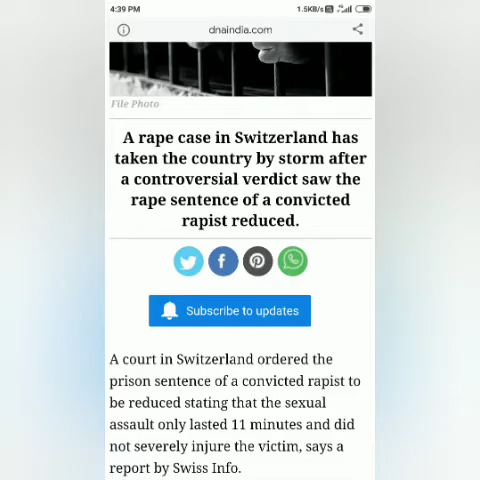 4:39 PM 1.5KB/s
dnaindia.com
File Photo
A rape case in Switzerland has
taken the country by storm after
a controversial verdict saw the
rape sentence of a convicted
rapist reduced.
Subscribe to updates
A court in Switzerland ordered the
prison sentence of a convicted rapist to
be reduced stating that the sexual
assault only lasted 11 minutes and did
not severely injure the victim, says a
report by Swiss Info.